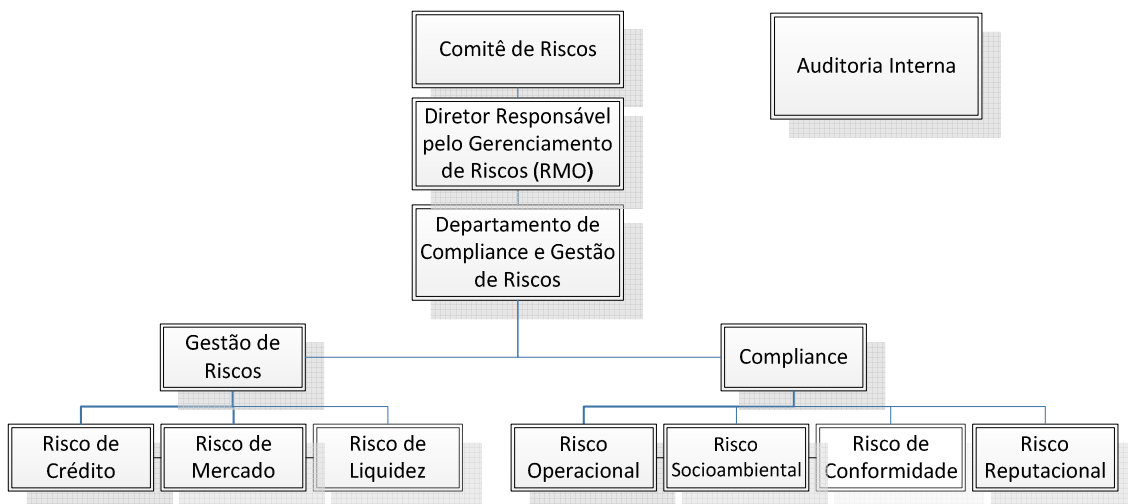 Comitê de Riscos
Auditoria Interna
Diretor Responsável
pelo Gerenciamento
de Riscos (RMO)
Departamento de
Compliance e Gestão
de Riscos
Gestão de
Riscos
Compliance
Risco de
Crédito
Risco de
Mercado
Risco de
Liquidez
Risco
Operacional
Risco
Socioambiental
Risco de
Conformidade
Risco
Reputacional